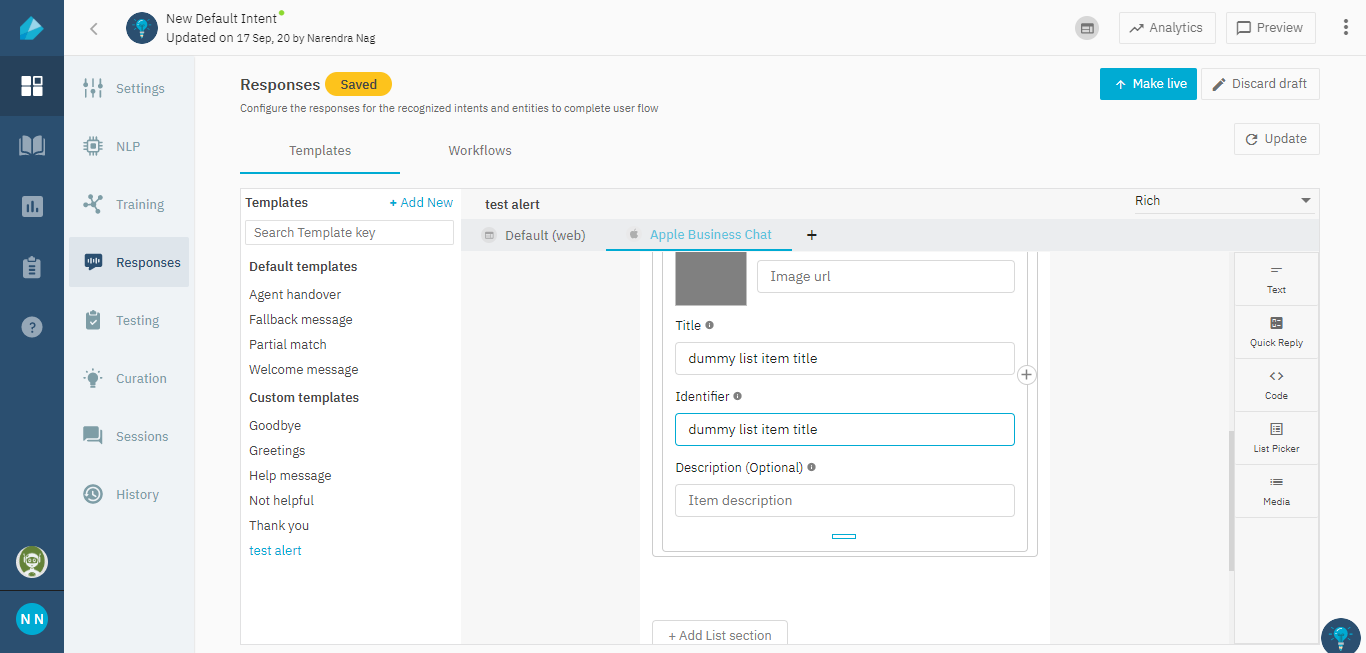 New Default Intent
Updated on 17 Sep, 20 by Narendra Nag
Analytics
Preview
Settings
NLP
Training
Responses
Testing
Curation
Sessions
History
N N
Responses
Saved
Configure the responses for the recognized intents and entities to complete user flow
Make live
Discard draft
Update
Templates
Workflows
Templates
+ Add New
Search Template key
Default templates
Agent handover
Fallback message
Partial match
Welcome message
Custom templates
Goodbye
Greetings
Help message
Not helpful
Thank you
test alert
test alert
Rich
Default (web)
Apple Business Chat
+
Image url
Title
dummy list item title
Identifier
dummy list item title
Description (Optional)
Item description
+ Add List section
Text
Quick Reply
Code
List Picker
Media